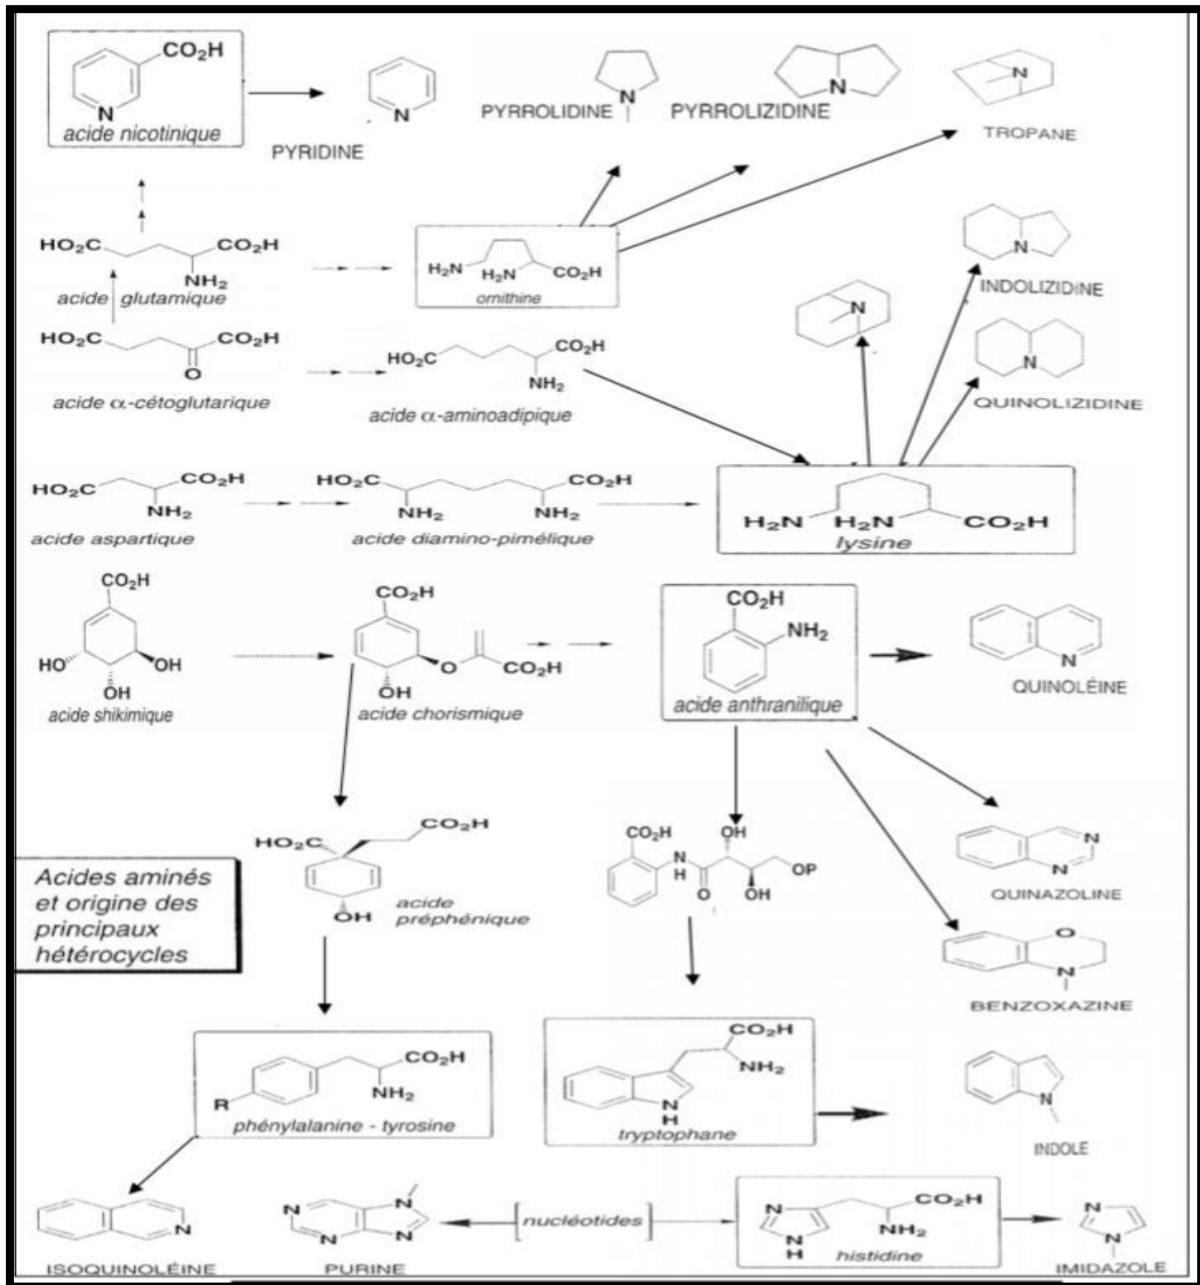 CO₂H
N
acide nicotinique
N
PYRIDINE
PYRROLIDINE
N
PYRROLIZIDINE
N
N
TROPANE
HO₂C
CO₂H
NH₂
acide glutamique
H₂N
H₂N
CO₂H
ornithine
N
INDOLIZIDINE
N
N
QUINOLIZIDINE
HO₂C
CO₂H
O
acide α-cétoglutarique
HO₂C
CO₂H
NH₂
acide α-aminoadipique
HO₂C
CO₂H
NH₂
acide aspartique
HO₂C
CO₂H
NH₂
NH₂
acide diamino-pimélique
H₂N
H₂N
CO₂H
lysine
CO₂H
HO
OH
OH
acide shikimique
CO₂H
O
CO₂H
OH
acide chorismique
CO₂H
NH₂
acide anthranilique
N
QUINOLÉINE
HO₂C
CO₂H
OH
acide
préphénique
CO₂H
N
H
O
OH
OH
OP
N
N
QUINAZOLINE
O
N
BENZOXAZINE
Acides aminés
et origine des
principaux
hétérocycles
R
CO₂H
NH₂
phénylalanine - tyrosine
CO₂H
NH₂
N
H
tryptophane
N
INDOLE
N
ISOQUINOLÉINE
N
N
N
N
PURINE
[nucléotides]
N
N
H
CO₂H
NH₂
histidine
N
N
IMIDAZOLE